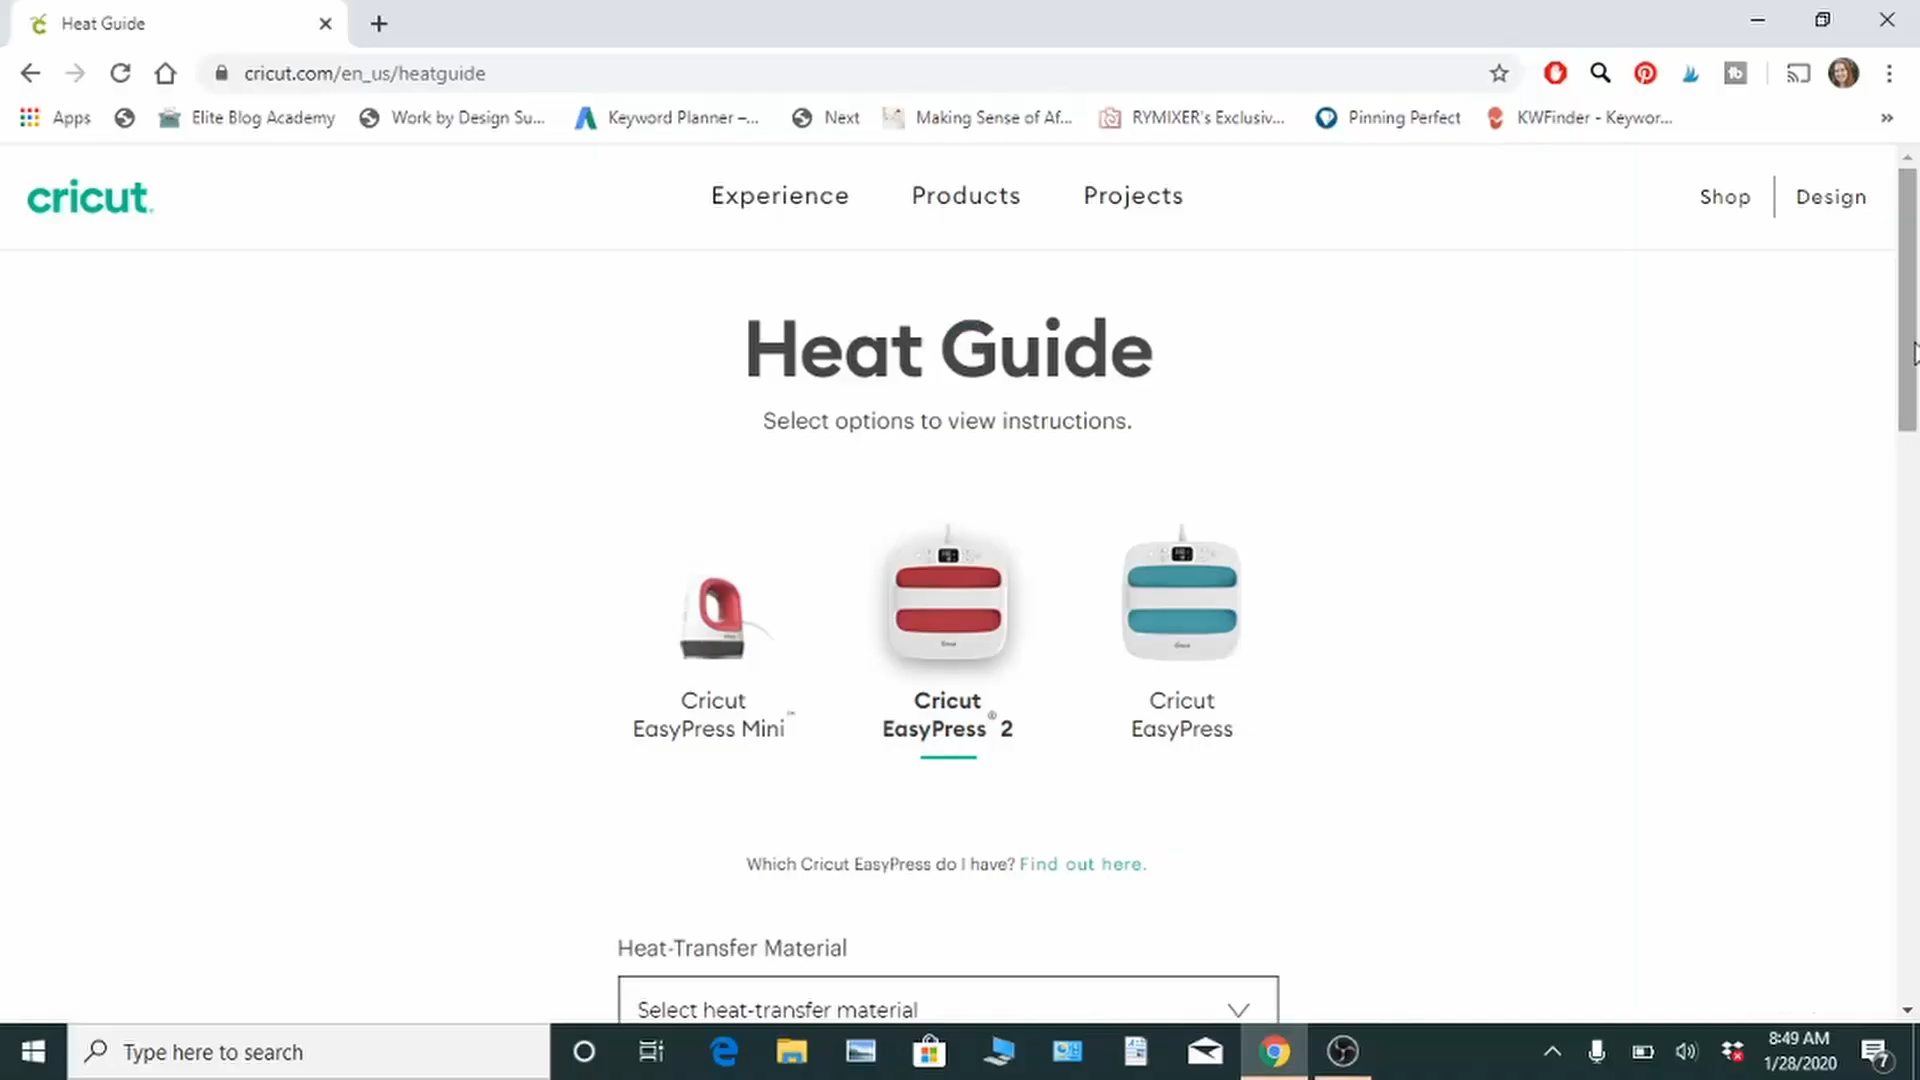 Heat Guide
cricut.com/en_us/heatguide
Apps Elite Blog Academy Work by Design Su... Keyword Planner –... Next Making Sense of Af... RYMIXER's Exclusiv... Pinning Perfect KWFinder - Keywor... »
cricut
Experience Products Projects Shop Design
Heat Guide
Select options to view instructions.
Cricut
EasyPress Mini™
Cricut
EasyPress® 2
Cricut
EasyPress
Which Cricut EasyPress do I have? Find out here.
Heat-Transfer Material
Select heat-transfer material
Type here to search
8:49 AM
1/28/2020
7